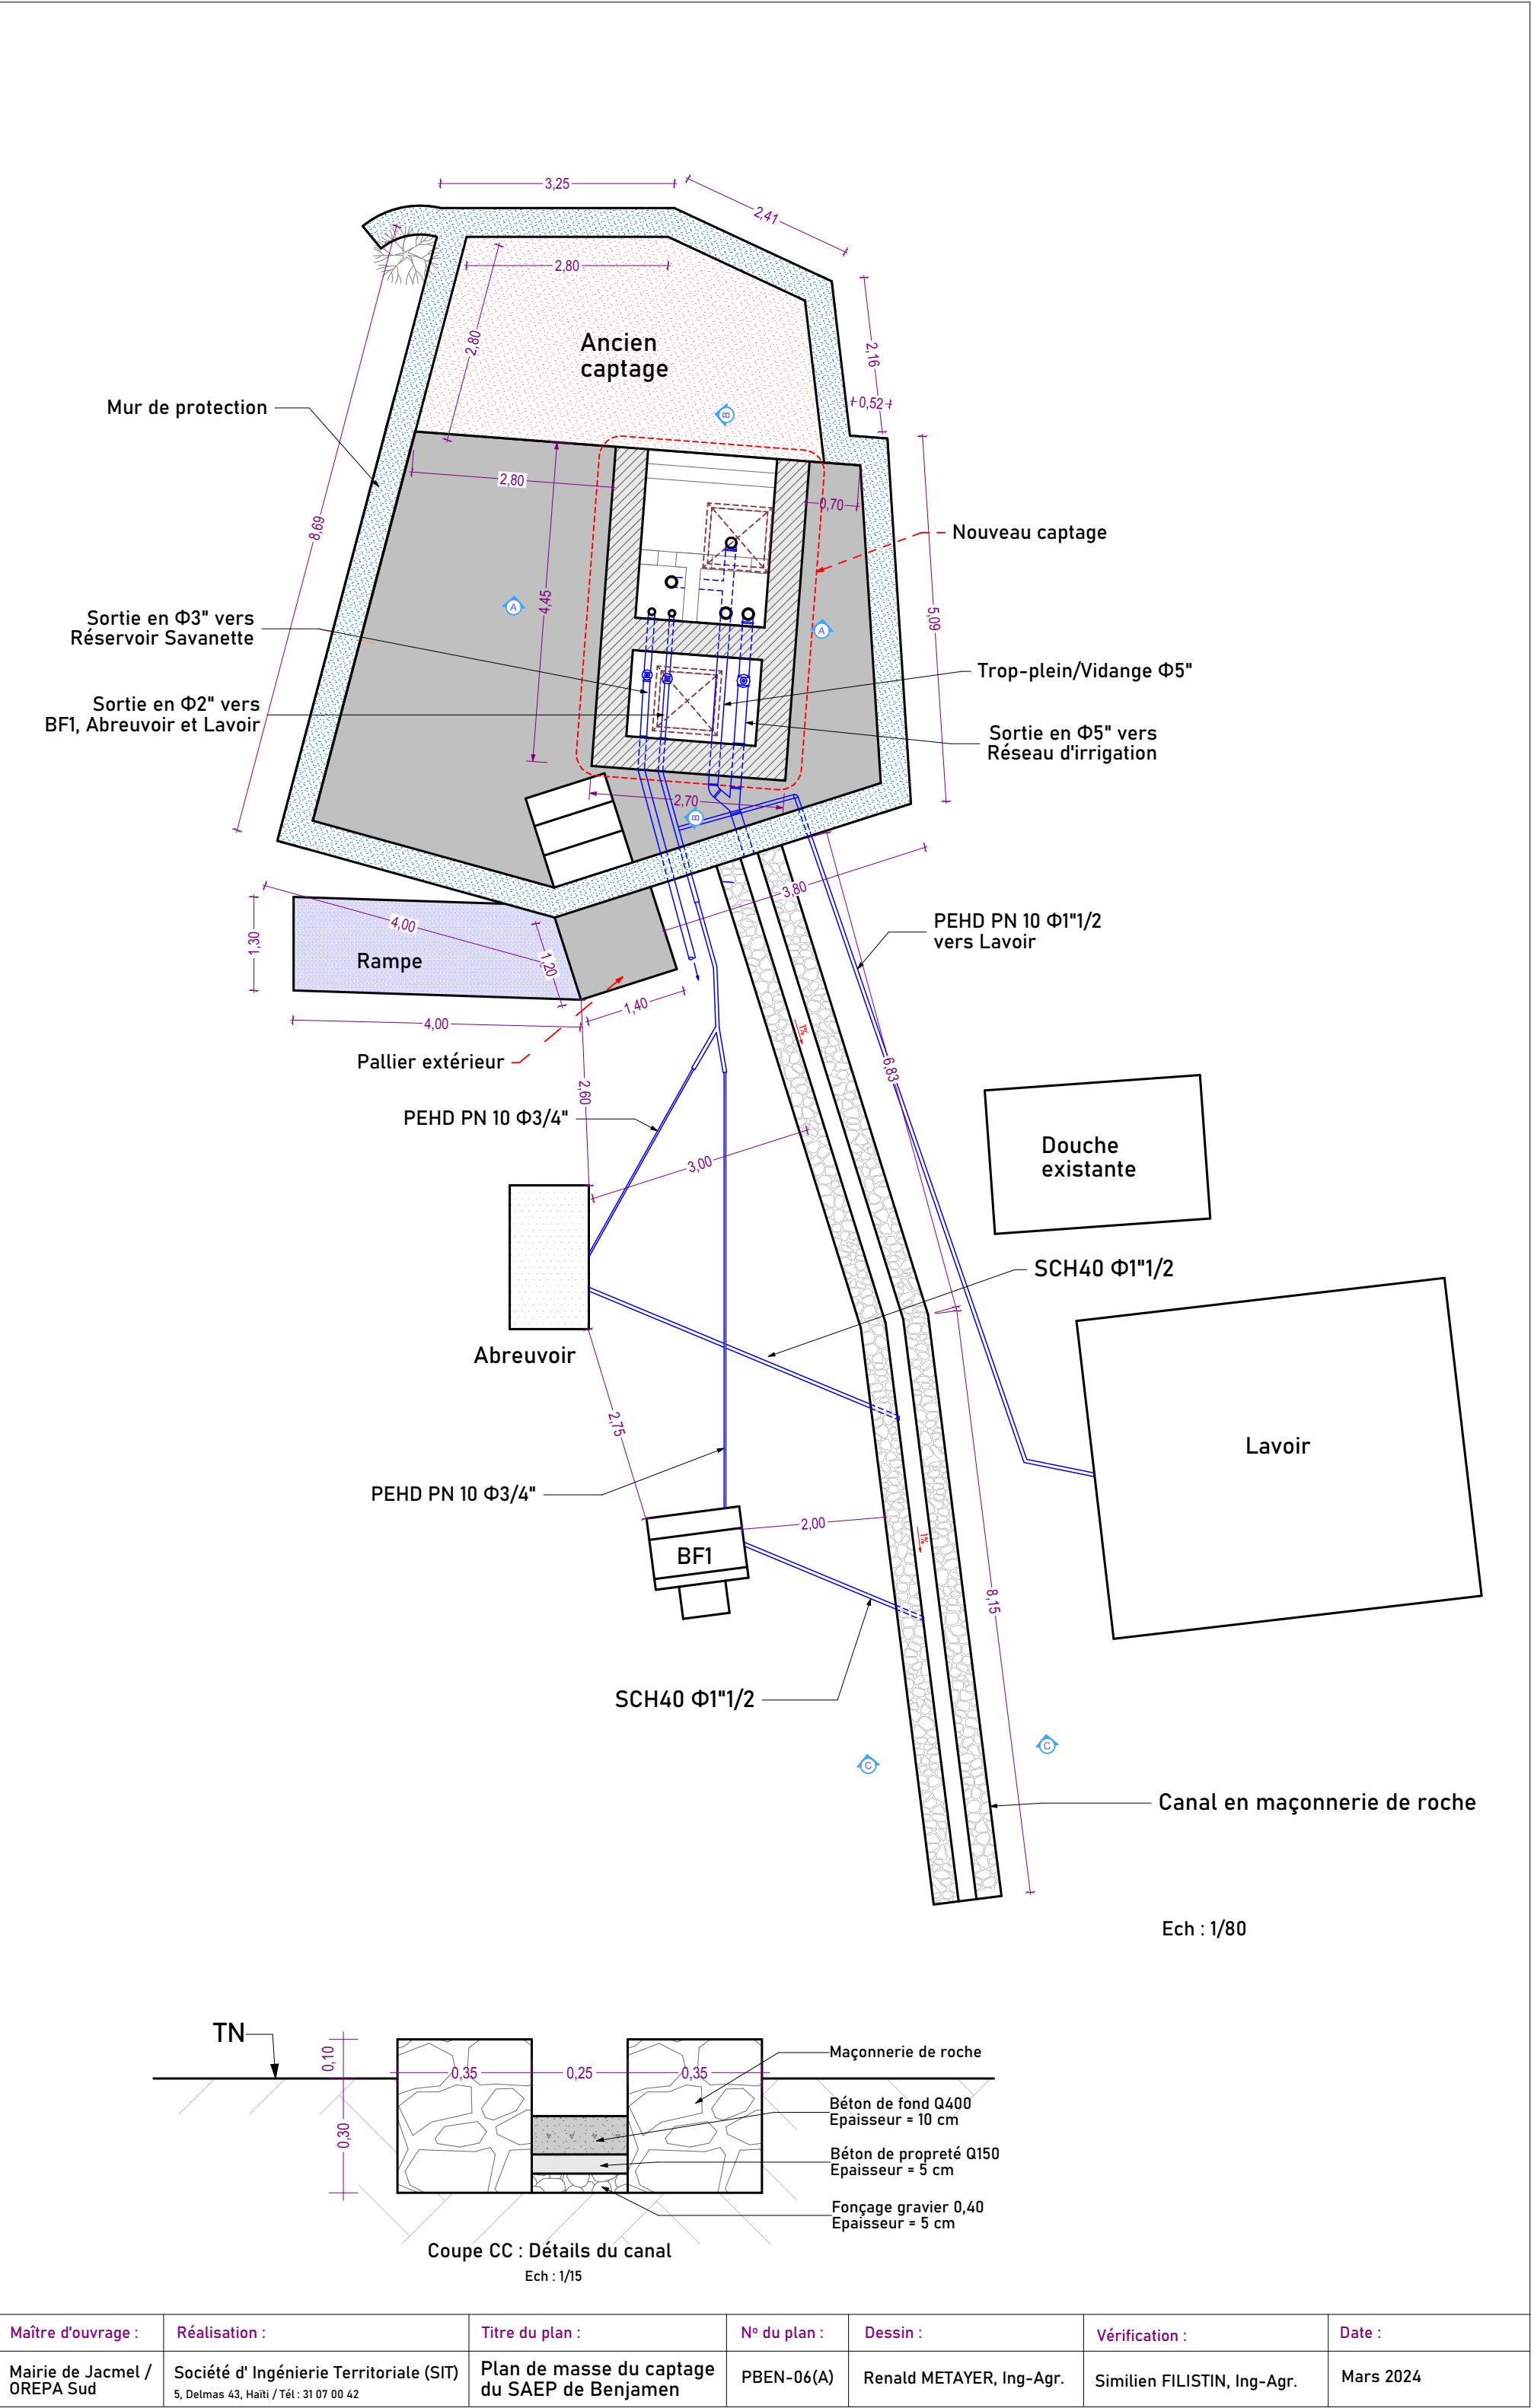 3,25
2,41
2,80
2,80
Ancien
captage
2,16
0,52
B
Mur de protection
2,80
0,70
8,69
Nouveau captage
4,45
A
A
5,09
Sortie en Φ3" vers
Réservoir Savanette
Trop-plein/Vidange Φ5"
Sortie en Φ2" vers
BF1, Abreuvoir et Lavoir
Sortie en Φ5" vers
Réseau d'irrigation
2,70
B
3,80
4,00
1,30
1,20
Rampe
PEHD PN 10 Φ1"1/2
vers Lavoir
1,40
4,00
1%
Pallier extérieur
6,83
2,60
PEHD PN 10 Φ3/4"
3,00
Douche
existante
SCH40 Φ1"1/2
Abreuvoir
2,75
Lavoir
PEHD PN 10 Φ3/4"
2,00
1%
BF1
8,15
SCH40 Φ1"1/2
C
C
Canal en maçonnerie de roche
Ech : 1/80
TN
0,10
0,35
0,25
0,35
0,30
Maçonnerie de roche
Béton de fond Q400
Epaisseur = 10 cm
Béton de propreté Q150
Epaisseur = 5 cm
Fonçage gravier 0,40
Epaisseur = 5 cm
Coupe CC : Détails du canal
Ech : 1/15
Maître d'ouvrage :
Mairie de Jacmel /
OREPA Sud
Réalisation :
Société d' Ingénierie Territoriale (SIT)
5, Delmas 43, Haïti / Tél : 31 07 00 42
Titre du plan :
Plan de masse du captage
du SAEP de Benjamen
Nº du plan :
PBEN-06(A)
Dessin :
Renald METAYER, Ing-Agr.
Vérification :
Similien FILISTIN, Ing-Agr.
Date :
Mars 2024